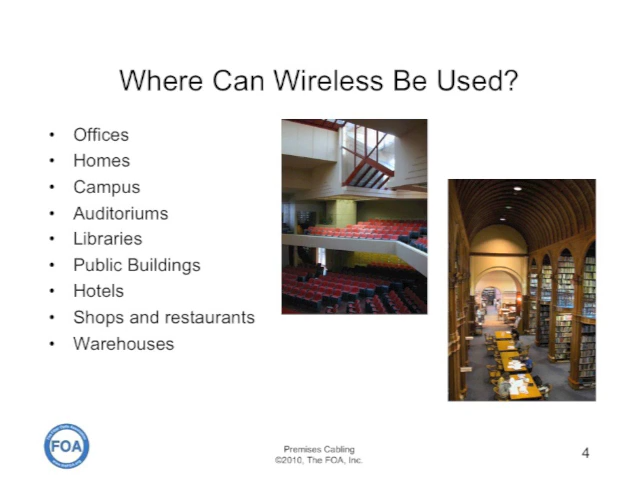 Where Can Wireless Be Used?
• Offices
• Homes
• Campus
• Auditoriums
• Libraries
• Public Buildings
• Hotels
• Shops and restaurants
• Warehouses
FOA
Premises Cabling
©2010, The FOA, Inc.
4